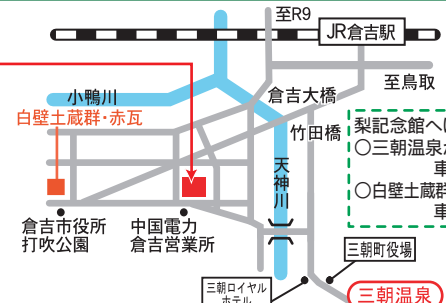 至R9
JR倉吉駅
至鳥取
小鴨川
倉吉大橋
白壁土蔵群・赤瓦
竹田橋
梨記念館へ
○三朝温泉
車
○白壁土蔵群
車
天神川
倉吉市役所
打吹公園
中国電力
倉吉営業所
三朝町役場
三朝ロイヤル
ホテル
三朝温泉